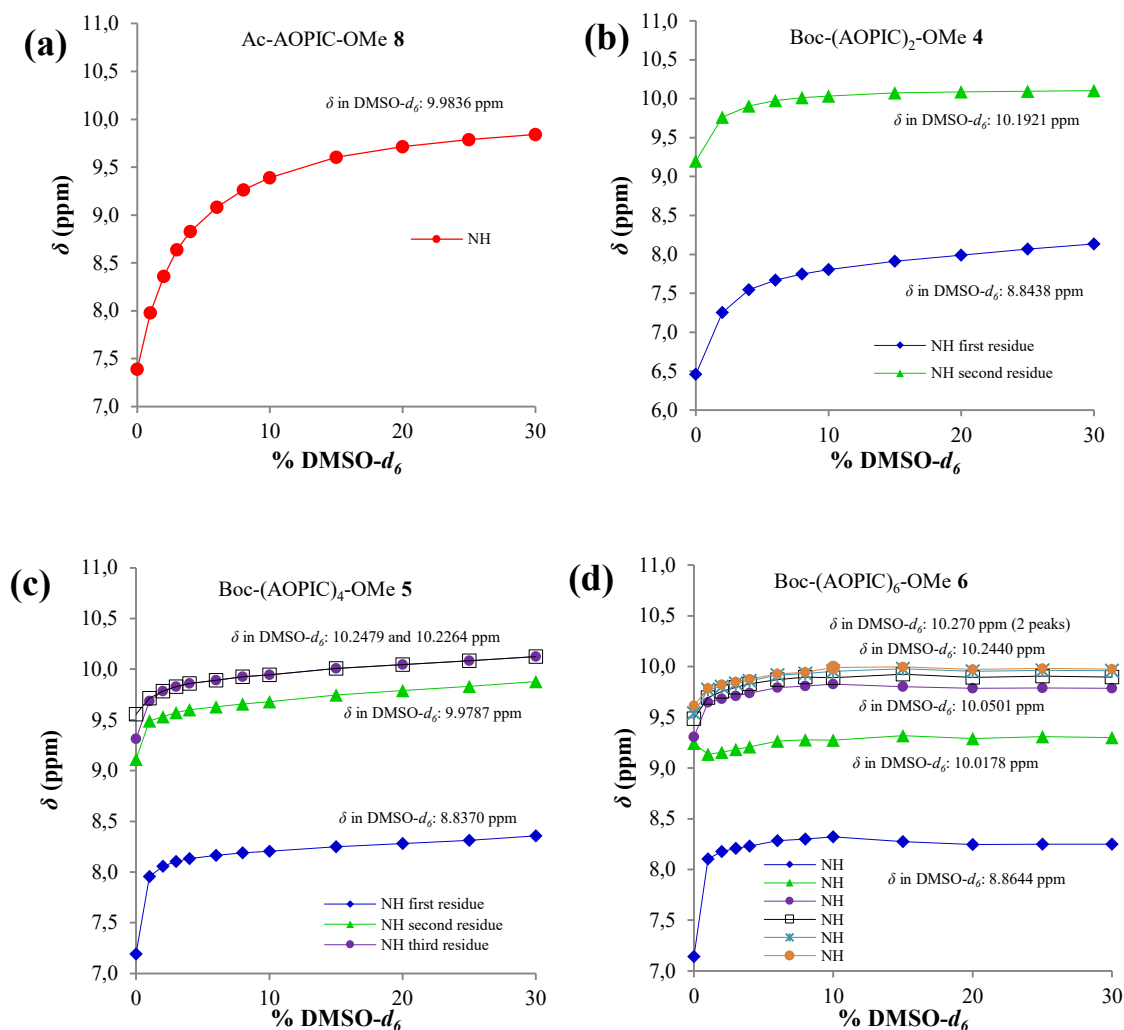 (a)
Ac-AOPIC-OMe 8
δ in DMSO-d6: 9.9836 ppm
δ (ppm)
11,0
10,5
10,0
9,5
9,0
8,5
8,0
7,5
7,0
NH
0 10 20 30
% DMSO-d6
(b)
Boc-(AOPIC)2-OMe 4
δ in DMSO-d6: 10.1921 ppm
δ in DMSO-d6: 8.8438 ppm
δ (ppm)
11,0
10,5
10,0
9,5
9,0
8,5
8,0
7,5
7,0
6,5
6,0
NH first residue
NH second residue
0 10 20 30
% DMSO-d6
(c)
Boc-(AOPIC)4-OMe 5
δ in DMSO-d6: 10.2479 and 10.2264 ppm
δ in DMSO-d6: 9.9787 ppm
δ in DMSO-d6: 8.8370 ppm
δ (ppm)
11,0
10,5
10,0
9,5
9,0
8,5
8,0
7,5
7,0
NH first residue
NH second residue
NH third residue
0 10 20 30
% DMSO-d6
(d)
Boc-(AOPIC)6-OMe 6
δ in DMSO-d6: 10.270 ppm (2 peaks)
δ in DMSO-d6: 10.2440 ppm
δ in DMSO-d6: 10.0501 ppm
δ in DMSO-d6: 10.0178 ppm
δ in DMSO-d6: 8.8644 ppm
δ (ppm)
11,0
10,5
10,0
9,5
9,0
8,5
8,0
7,5
7,0
NH
NH
NH
NH
NH
NH
0 10 20 30
% DMSO-d6